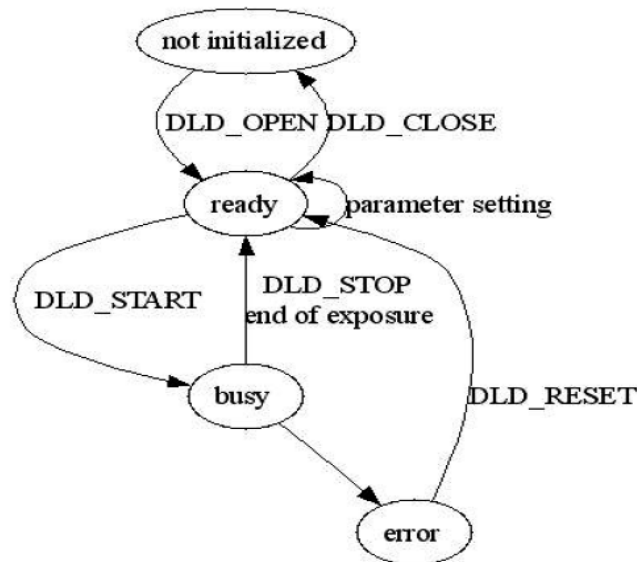 not initialized
DLD_OPEN
DLD_CLOSE
ready
parameter setting
DLD_START
DLD_STOP
end of exposure
busy
DLD_RESET
error